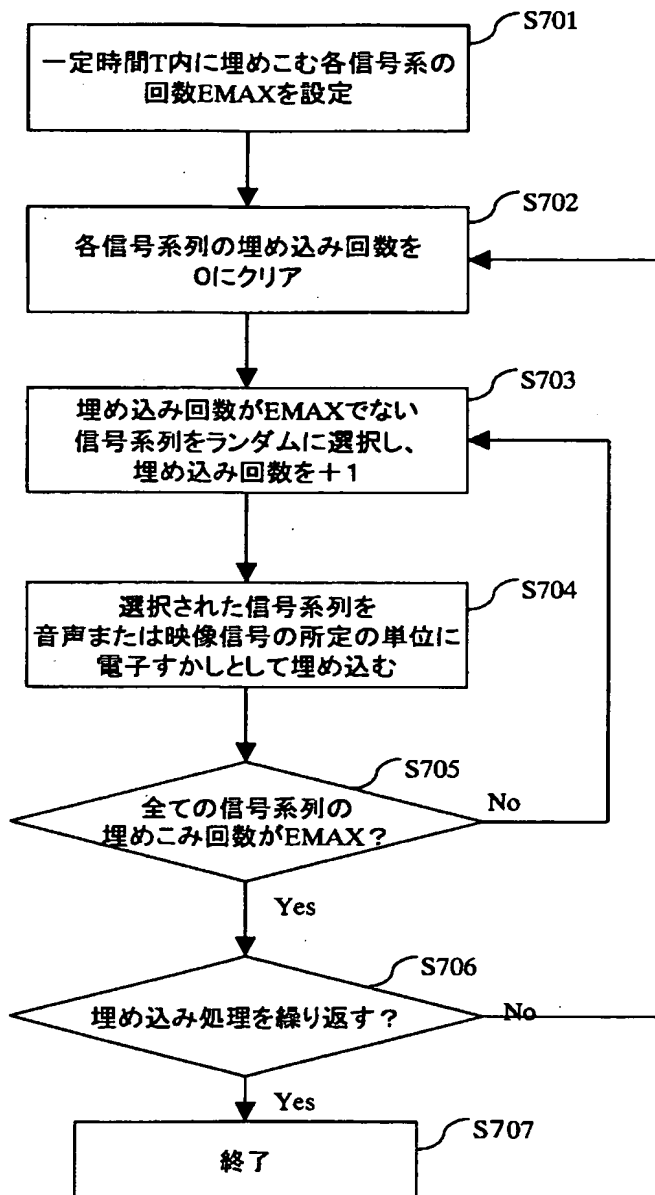 S701
一定時間T内に埋めこむ各信号系の
回数EMAXを設定
S702
各信号系列の埋め込み回数を
0にクリア
S703
埋め込み回数がEMAXでない
信号系列をランダムに選択し、
埋め込み回数を+1
S704
選択された信号系列を
音声または映像信号の所定の単位に
電子すかしとして埋め込む
S705
全ての信号系列の
埋めこみ回数がEMAX?
No
Yes
S706
埋め込み処理を繰り返す?
No
Yes
S707
終了